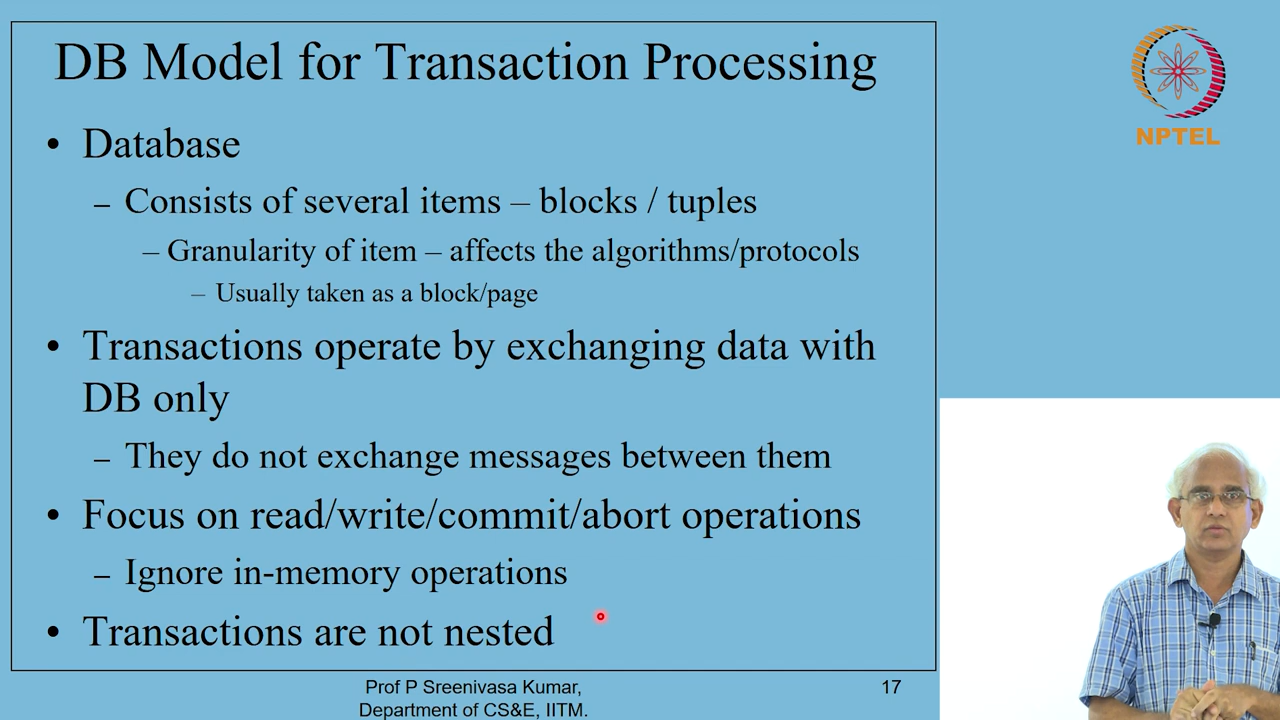 DB Model for Transaction Processing
• Database
– Consists of several items – blocks / tuples
– Granularity of item – affects the algorithms/protocols
– Usually taken as a block/page
• Transactions operate by exchanging data with
DB only
– They do not exchange messages between them
• Focus on read/write/commit/abort operations
– Ignore in-memory operations
• Transactions are not nested
Prof P Sreenivasa Kumar,
Department of CS&E, IITM.
17
NPTEL